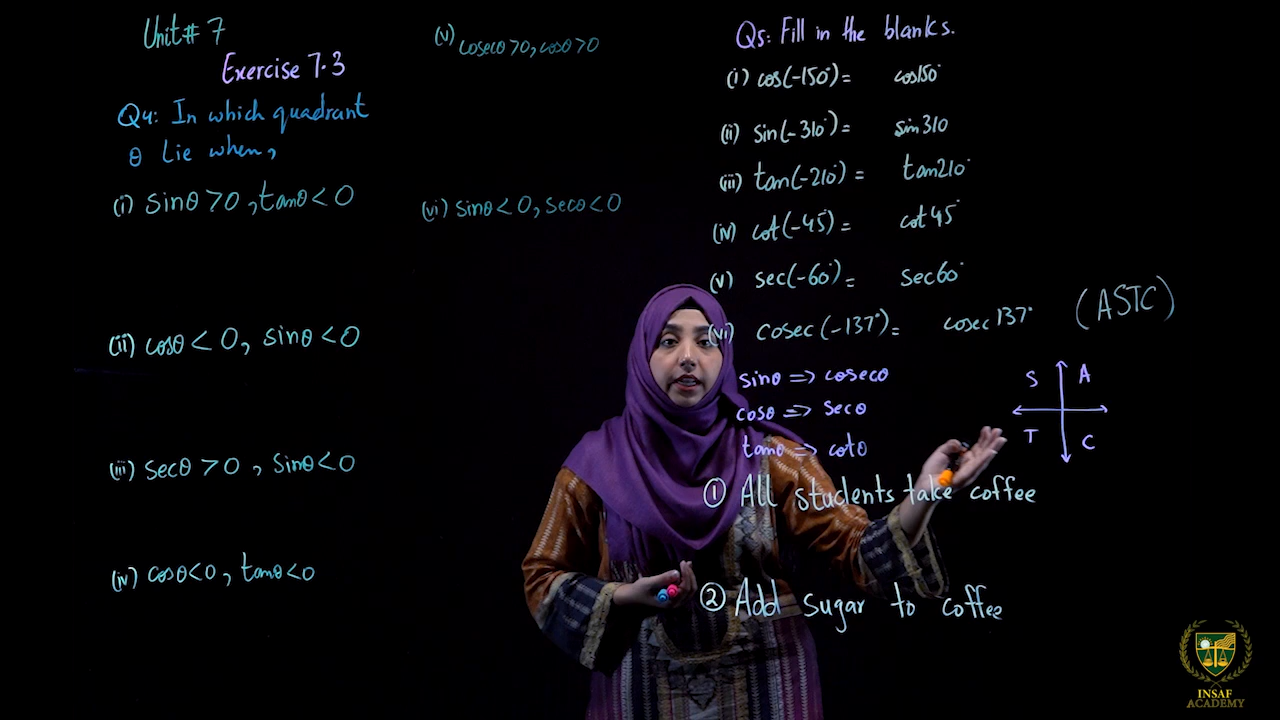 Unit# 7
Exercise 7.3
Q4: In which quadrant
θ Lie when,
(i) sinθ > 0, tanθ < 0
(ii) cosθ < 0, sinθ < 0
(iii) secθ > 0, sinθ < 0
(iv) cosθ < 0, tanθ < 0
(v) cosecθ > 0, cosθ > 0
(vi) sinθ < 0, secθ < 0
Q5: Fill in the blanks.
(i) cos(-150°) = cos150°
(ii) sin(-310°) = sin310
(iii) tan(-210°) = tan210°
(iv) cot(-45°) = cot45°
(v) sec(-60°) = sec60°
(vi) cosec(-137°) = cosec137°
(ASTC)
sinθ => cosecθ
cosθ => secθ
tanθ => cotθ
S A
T C
① All students take coffee
② Add sugar to coffee
INSAF
ACADEMY